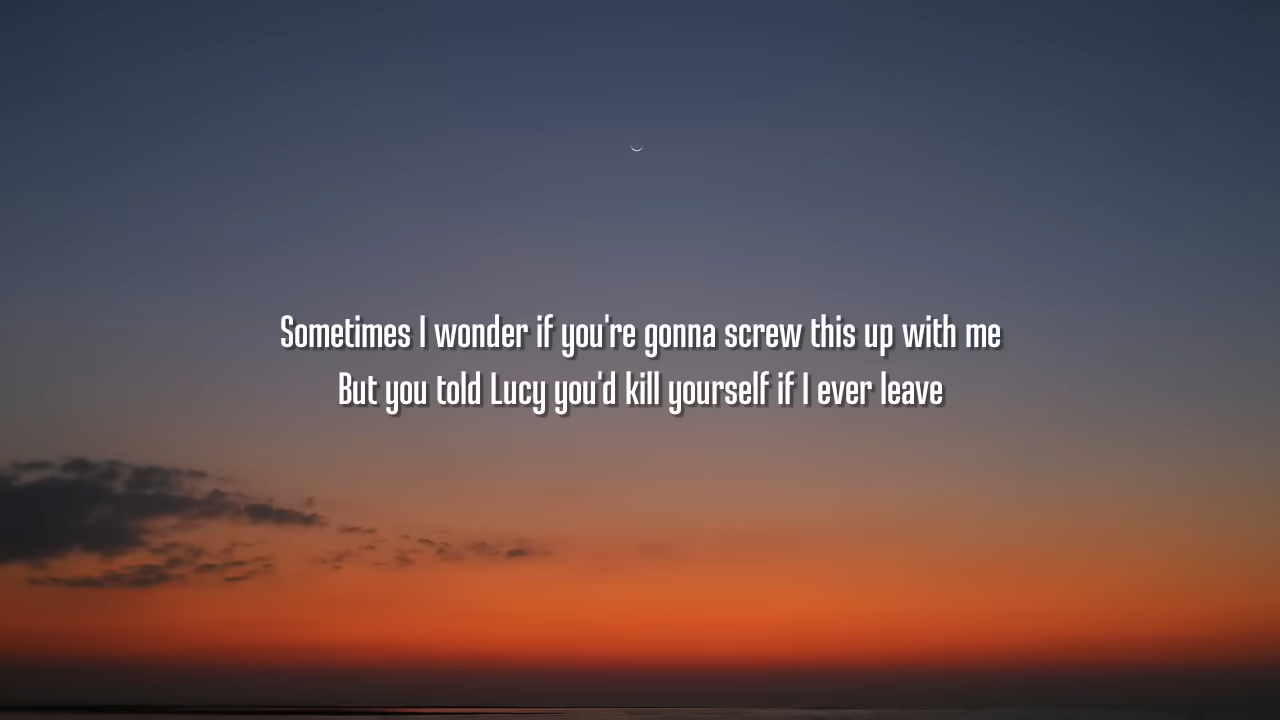 Sometimes I wonder if you're gonna screw this up with me
But you told Lucy you'd kill yourself if I ever leave